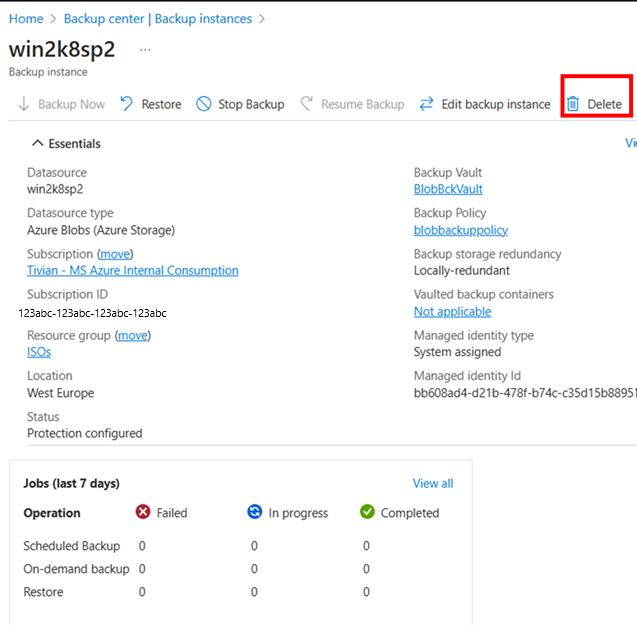 Home > Backup center | Backup instances >
win2k8sp2 ...
Backup instance
Backup Now Restore Stop Backup Resume Backup Edit backup instance Delete
Essentials
Datasource
win2k8sp2
Datasource type
Azure Blobs (Azure Storage)
Subscription (move)
Tivian - MS Azure Internal Consumption
Subscription ID
123abc-123abc-123abc-123abc
Resource group (move)
ISOs
Location
West Europe
Status
Protection configured
Backup Vault
BlobBckVault
Backup Policy
blobbackuppolicy
Backup storage redundancy
Locally-redundant
Vaulted backup containers
Not applicable
Managed identity type
System assigned
Managed identity Id
bb608ad4-d21b-478f-b74c-c35d15b88951
Jobs (last 7 days) View all
Operation Failed In progress Completed
Scheduled Backup 0 0 0
On-demand backup 0 0 0
Restore 0 0 0